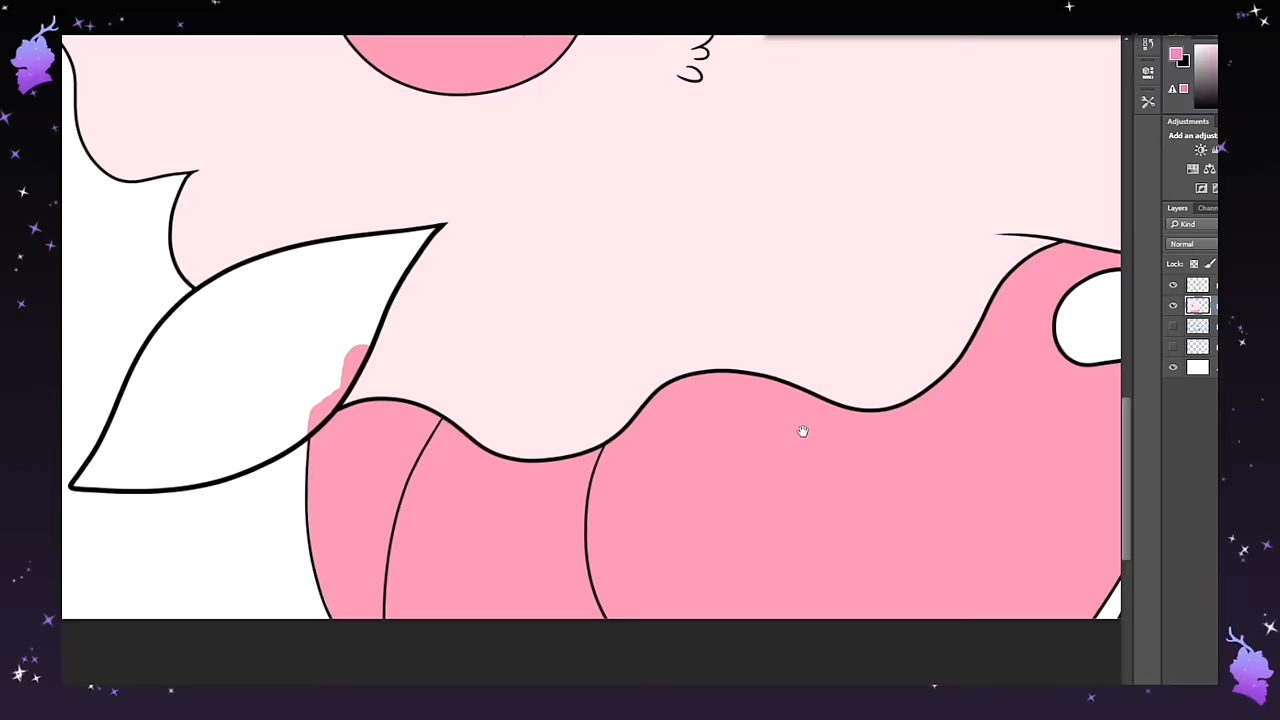 Adjustments
Add an adjust
Layers Chann
Kind
Normal
Lock: